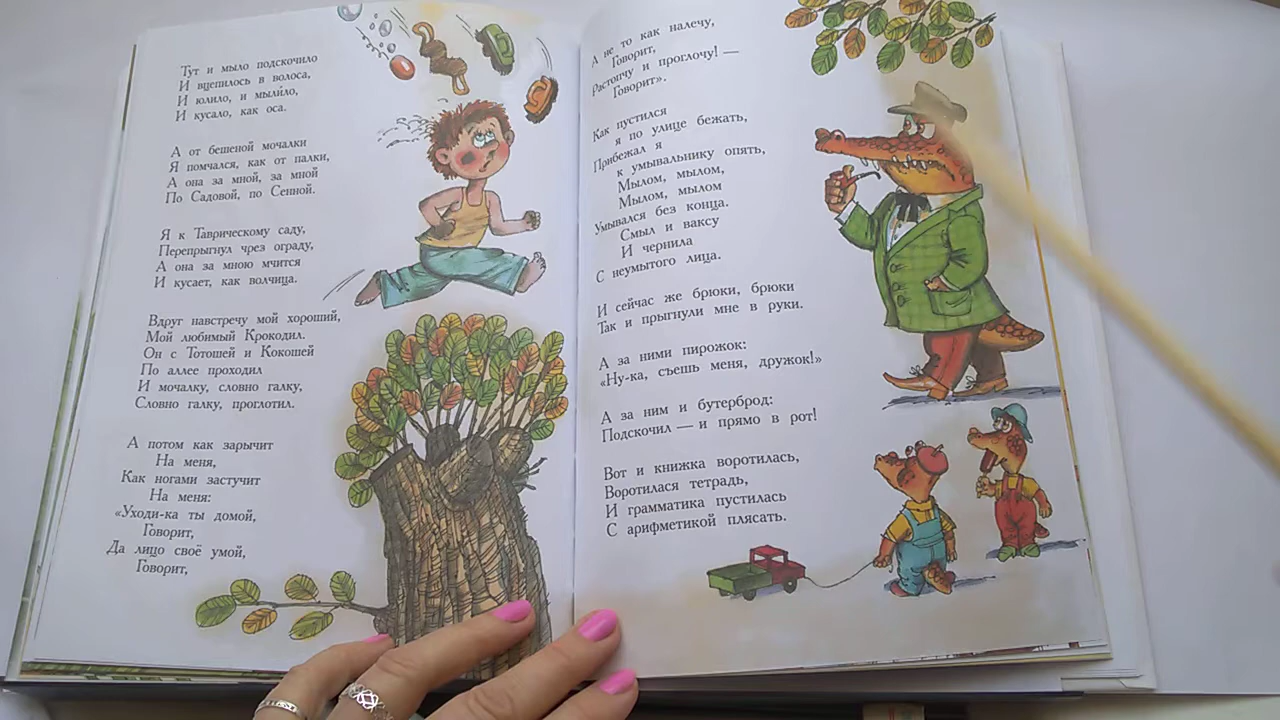 Тут и мыло подскочило
И вцепилось в волоса,
И юлило, и мыли́ло,
И кусало, как оса.
А от бешеной мочалки
Я помчался, как от палки,
А она за мной, за мной
По Садовой, по Сенной.
Я к Таврическому саду,
Перепрыгнул чрез ограду,
А она за мною мчится
И кусает, как волчица.
Вдруг навстречу мой хороший,
Мой любимый Крокодил.
Он с Тотошей и Кокошей
По аллее проходил
И мочалку, словно галку,
Словно галку, проглотил.
А потом как зарычит
На меня,
Как ногами застучит
На меня:
«Уходи-ка ты домой,
Говорит,
Да лицо своё умой,
Говорит,
А не то как налечу,
Говорит,
Растопчу и проглочу! —
Говорит».
Как пустился
я по улице бежать,
Прибежал я
к умывальнику опять,
Мылом, мылом,
Мылом, мылом
Умывался без конца.
Смыл и ваксу
И чернила
С неумытого лица.
И сейчас же брюки, брюки
Так и прыгнули мне в руки.
А за ними пирожок:
«Ну-ка, съешь меня, дружок!»
А за ним и бутерброд:
Подскочил — и прямо в рот!
Вот и книжка воротилась,
Воротилася тетрадь,
И грамматика пустилась
С арифметикой плясать.